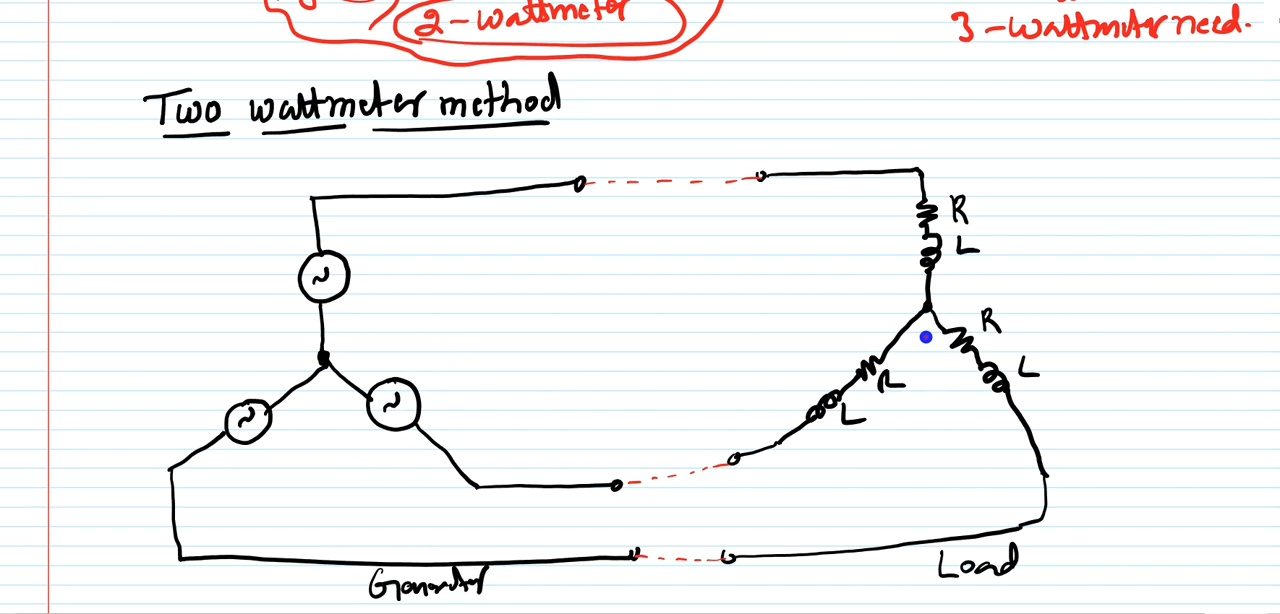 2-wattmeter
3-wattmeter need.
Two wattmeter method
R
L
R
L
R
L
Generator
Load